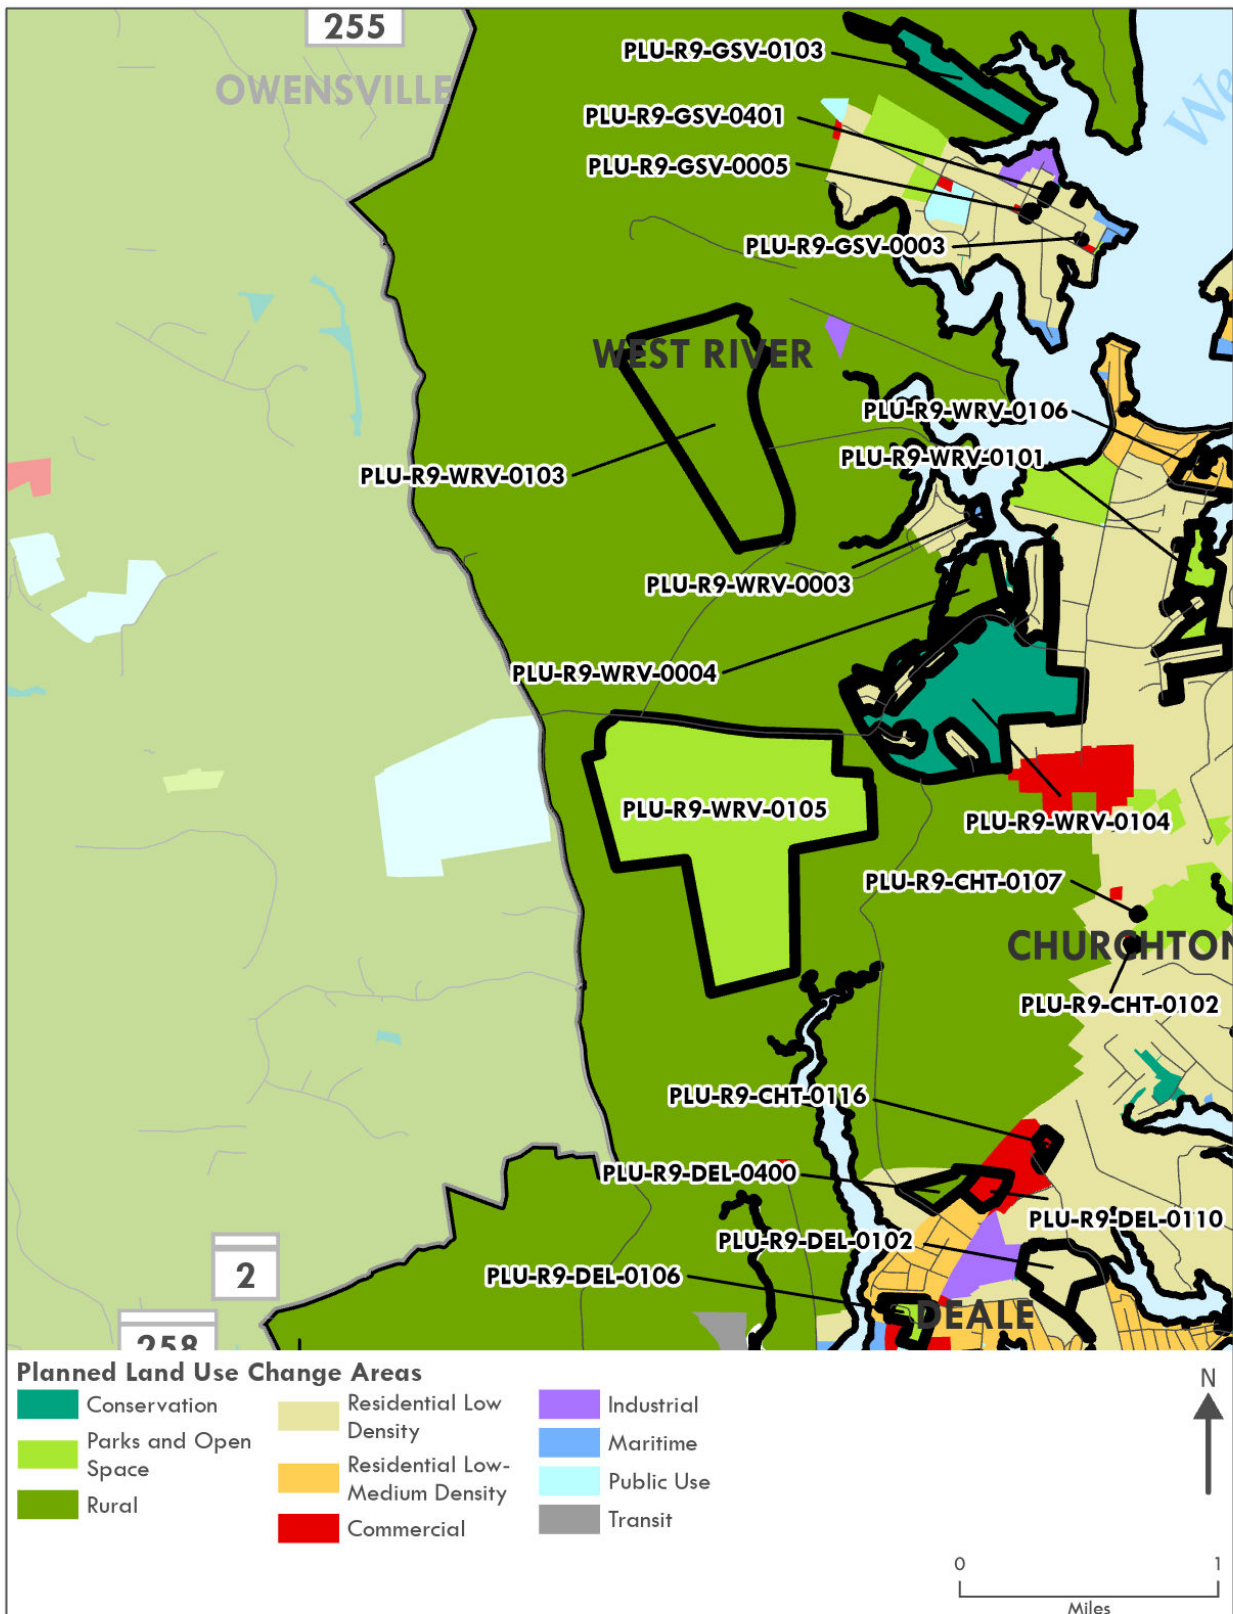 255
OWENSVILLE
PLU-R9-GSV-0103
PLU-R9-GSV-0401
PLU-R9-GSV-0005
PLU-R9-GSV-0003
WEST RIVER
PLU-R9-WRV-0106
PLU-R9-WRV-0101
PLU-R9-WRV-0103
PLU-R9-WRV-0003
PLU-R9-WRV-0004
PLU-R9-WRV-0105
PLU-R9-WRV-0104
PLU-R9-CHT-0107
CHURCHTON
PLU-R9-CHT-0102
PLU-R9-CHT-0116
PLU-R9-DEL-0400
PLU-R9-DEL-0110
PLU-R9-DEL-0102
2
PLU-R9-DEL-0106
DEALE
258
Planned Land Use Change Areas
Conservation
Parks and Open
Space
Rural
Residential Low
Density
Residential Low-
Medium Density
Commercial
Industrial
Maritime
Public Use
Transit
N
0 1
Miles